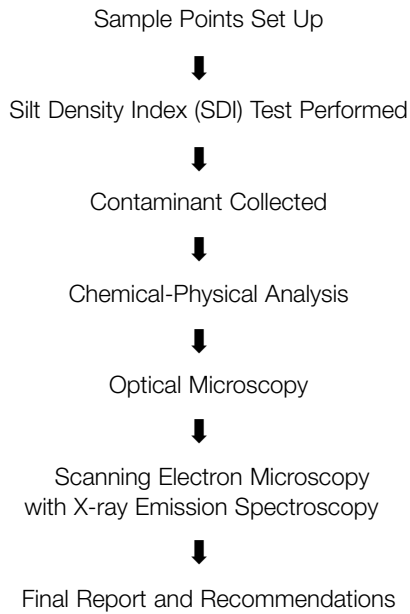 Sample Points Set Up
Silt Density Index (SDI) Test Performed
Contaminant Collected
Chemical-Physical Analysis
Optical Microscopy
Scanning Electron Microscopy
with X-ray Emission Spectroscopy
Final Report and Recommendations